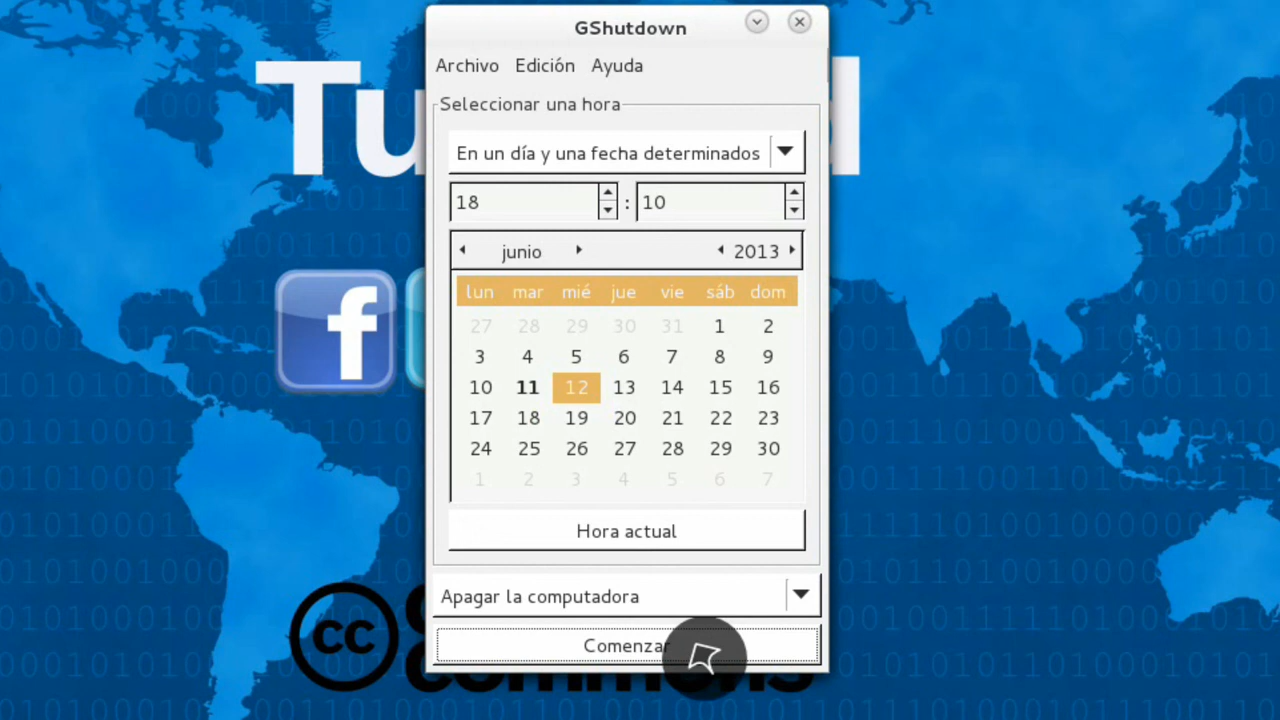 GShutdown
Archivo Edición Ayuda
Seleccionar una hora
Tu
En un día y una fecha determinados
18 : 10
junio 2013
lun mar mié jue vie sáb dom
27 28 29 30 31 1 2
3 4 5 6 7 8 9
10 11 12 13 14 15 16
17 18 19 20 21 22 23
24 25 26 27 28 29 30
1 2 3 4 5 6 7
f
Hora actual
Apagar la computadora
cc
Comenzar